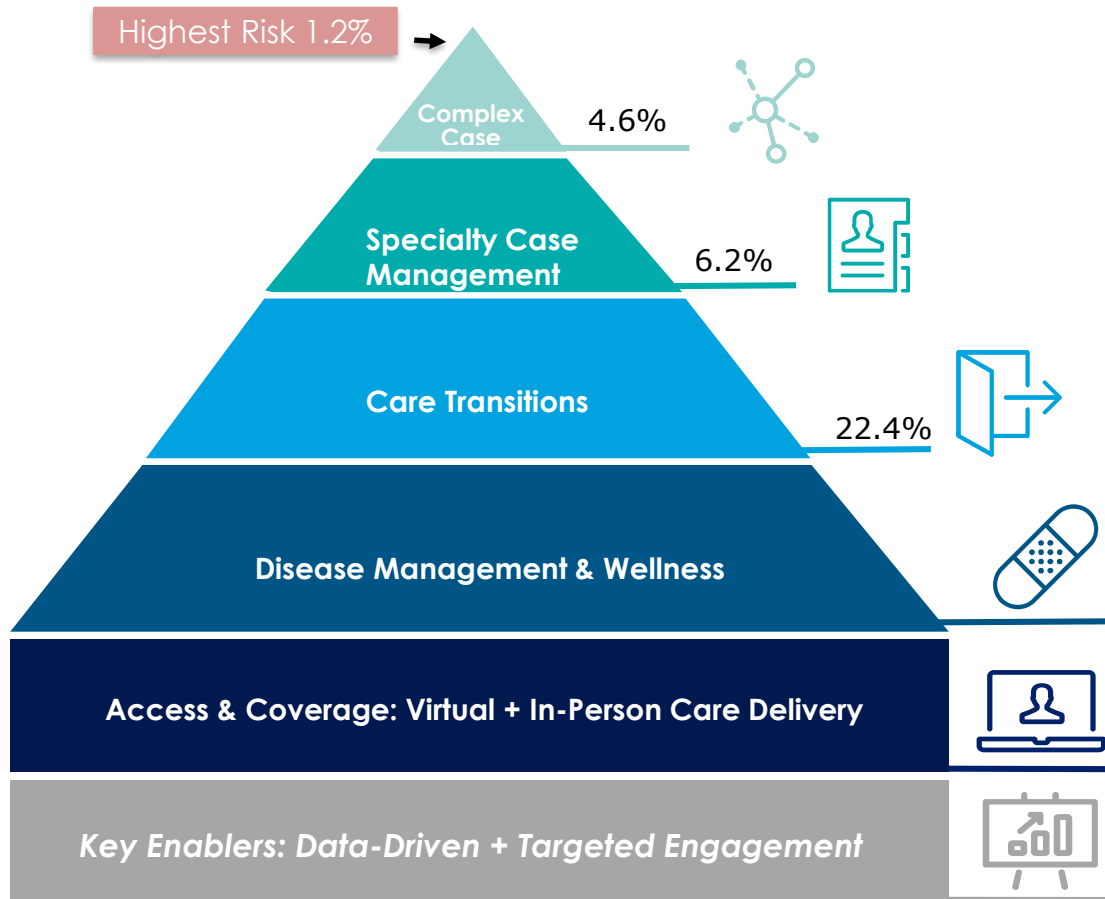 Highest Risk 1.2%
Complex
Case
4.6%
Specialty Case
Management
6.2%
Care Transitions
22.4%
Disease Management & Wellness
Access & Coverage: Virtual + In-Person Care Delivery
Key Enablers: Data-Driven + Targeted Engagement